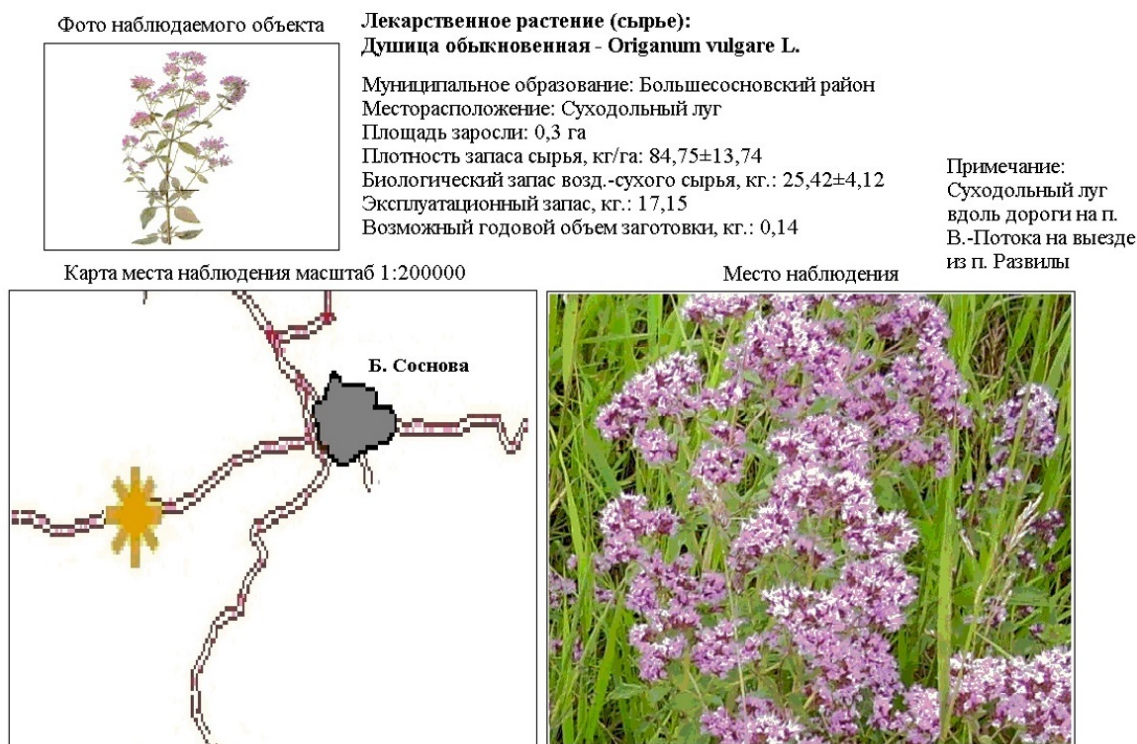 Фото наблюдаемого объекта
Лекарственное растение (сырье):
Душица обыкновенная - Origanum vulgare L.
Муниципальное образование: Большесосновский район
Месторасположение: Суходольный луг
Площадь заросли: 0,3 га
Плотность запаса сырья, кг/га: 84,75±13,74
Биологический запас возд.-сухого сырья, кг.: 25,42±4,12
Эксплуатационный запас, кг.: 17,15
Возможный годовой объем заготовки, кг.: 0,14
Примечание:
Суходольный луг
вдоль дороги на п.
В.-Потока на выезде
из п. Развилы
Карта места наблюдения масштаб 1:200000
Б. Соснова
Место наблюдения